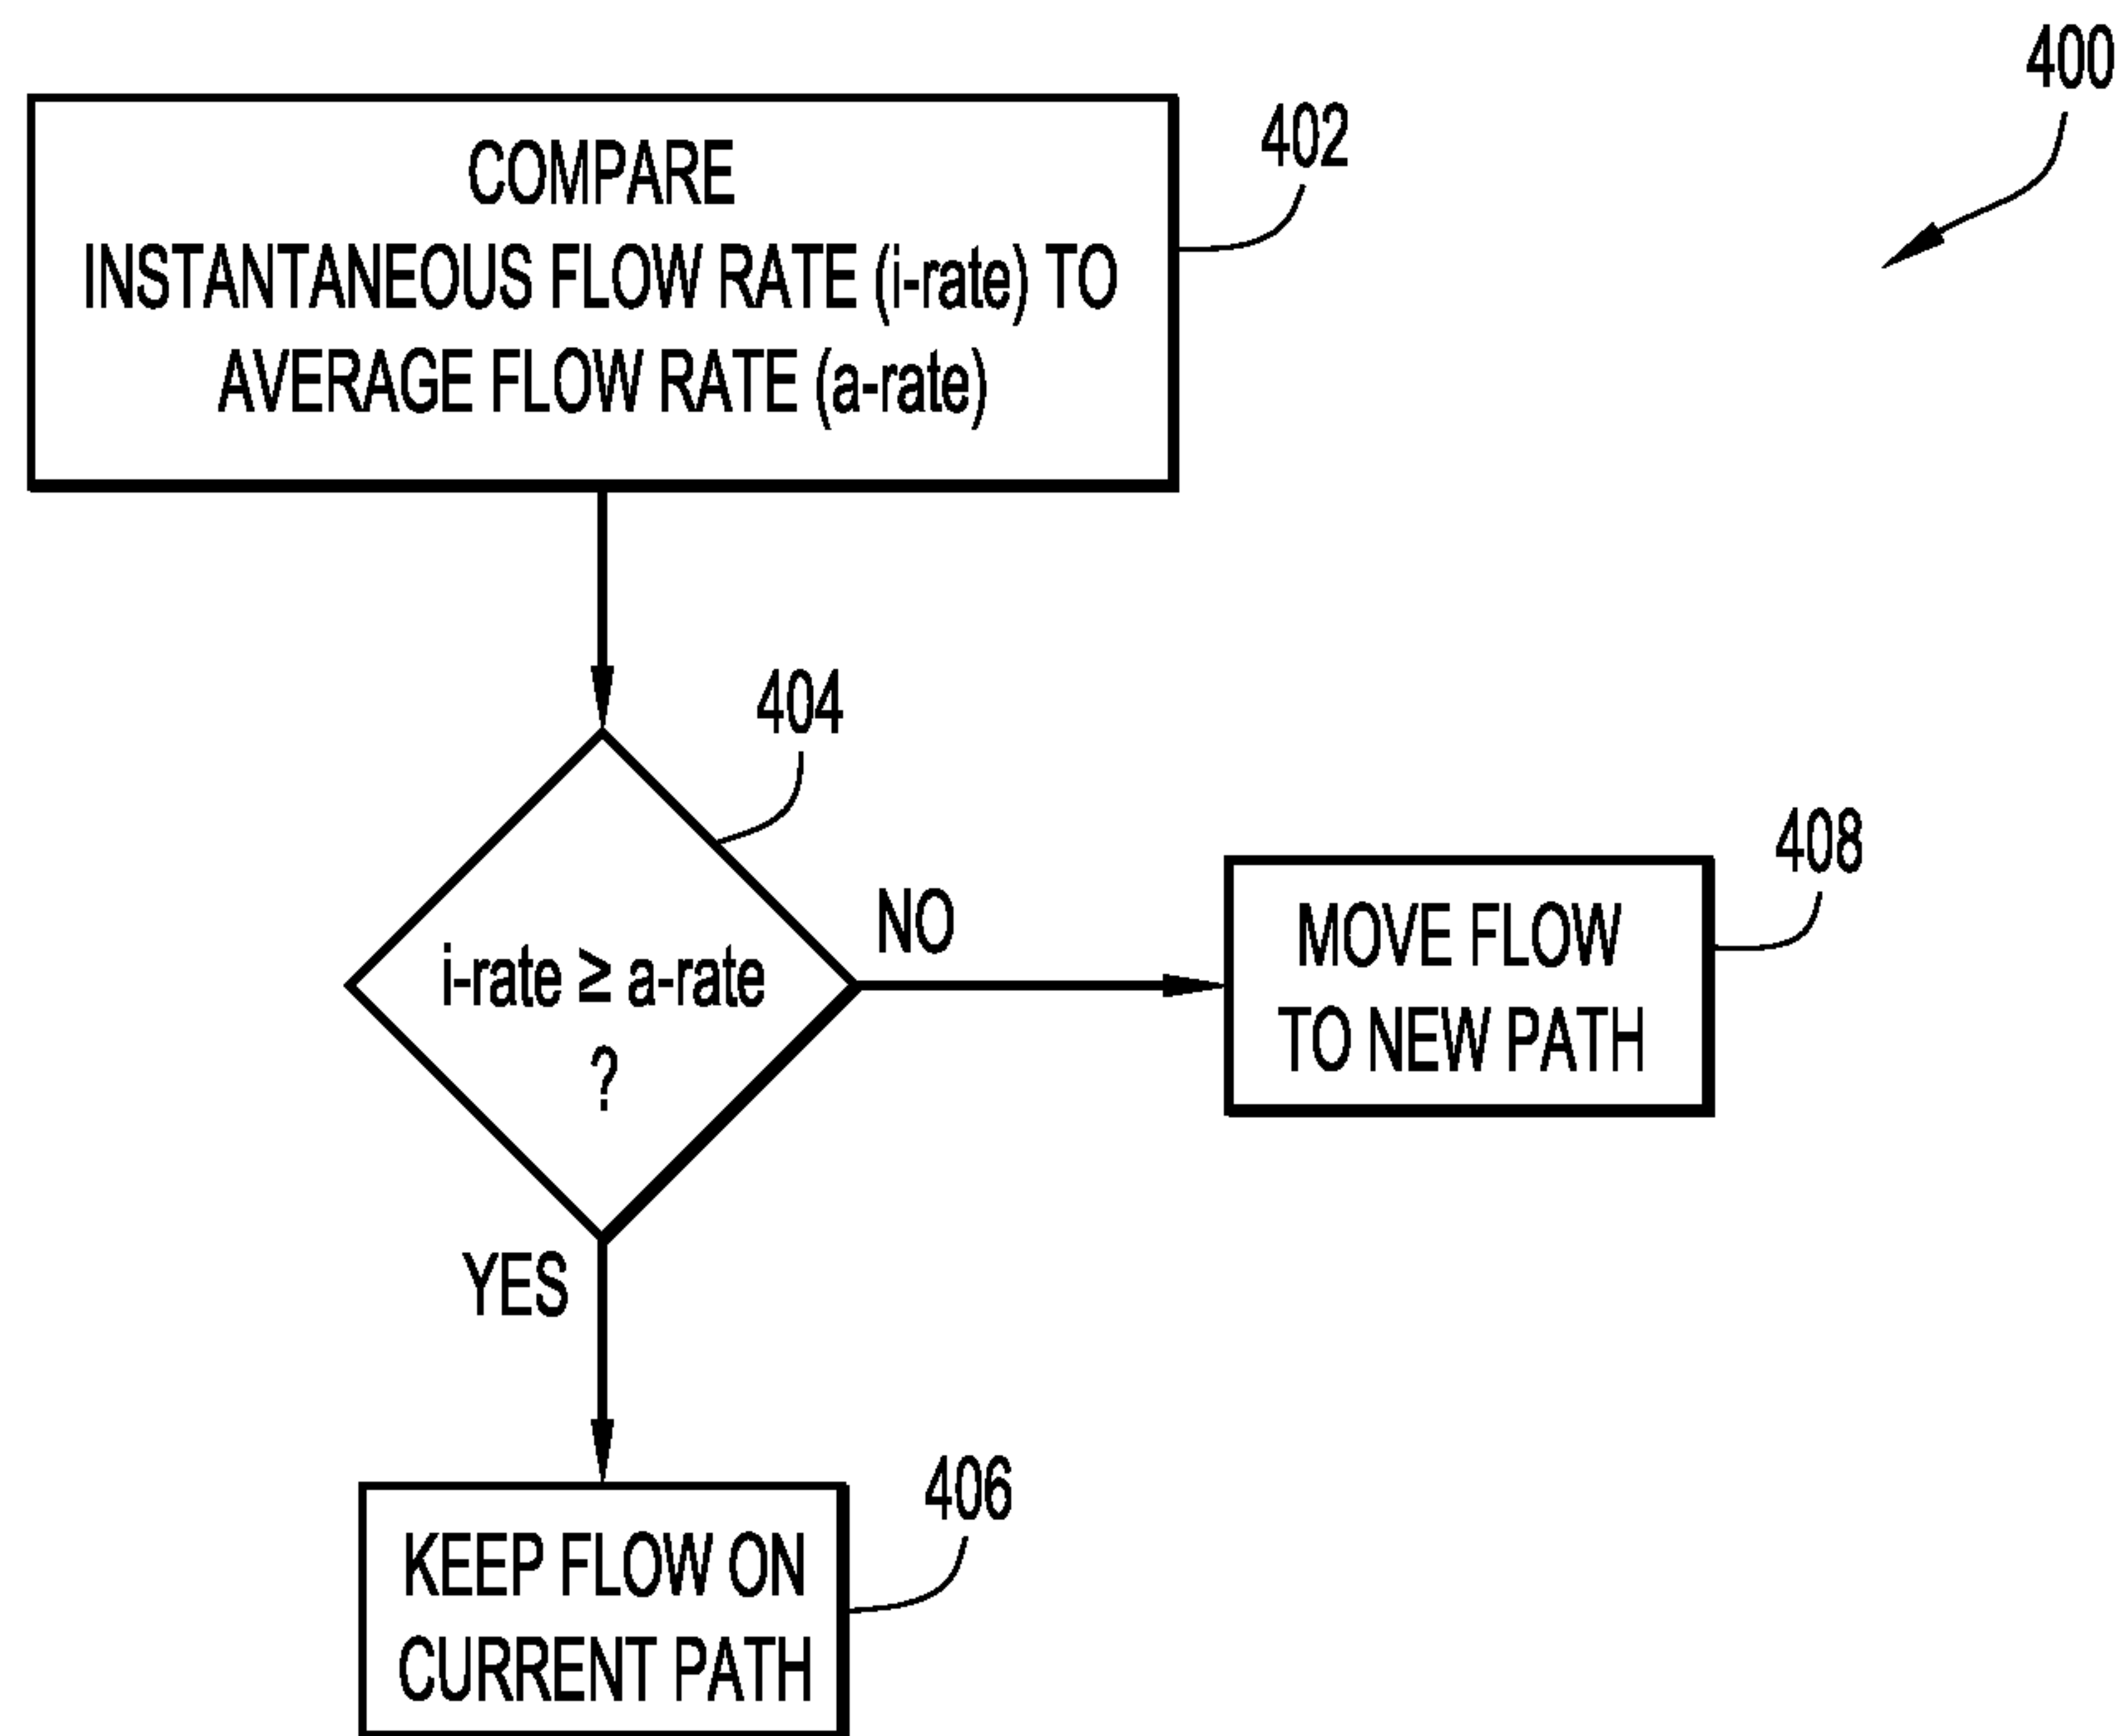 400
402
COMPARE
INSTANTANEOUS FLOW RATE (i-rate) TO
AVERAGE FLOW RATE (a-rate)
404
i-rate ≥ a-rate
?
NO
408
MOVE FLOW
TO NEW PATH
YES
406
KEEP FLOW ON
CURRENT PATH